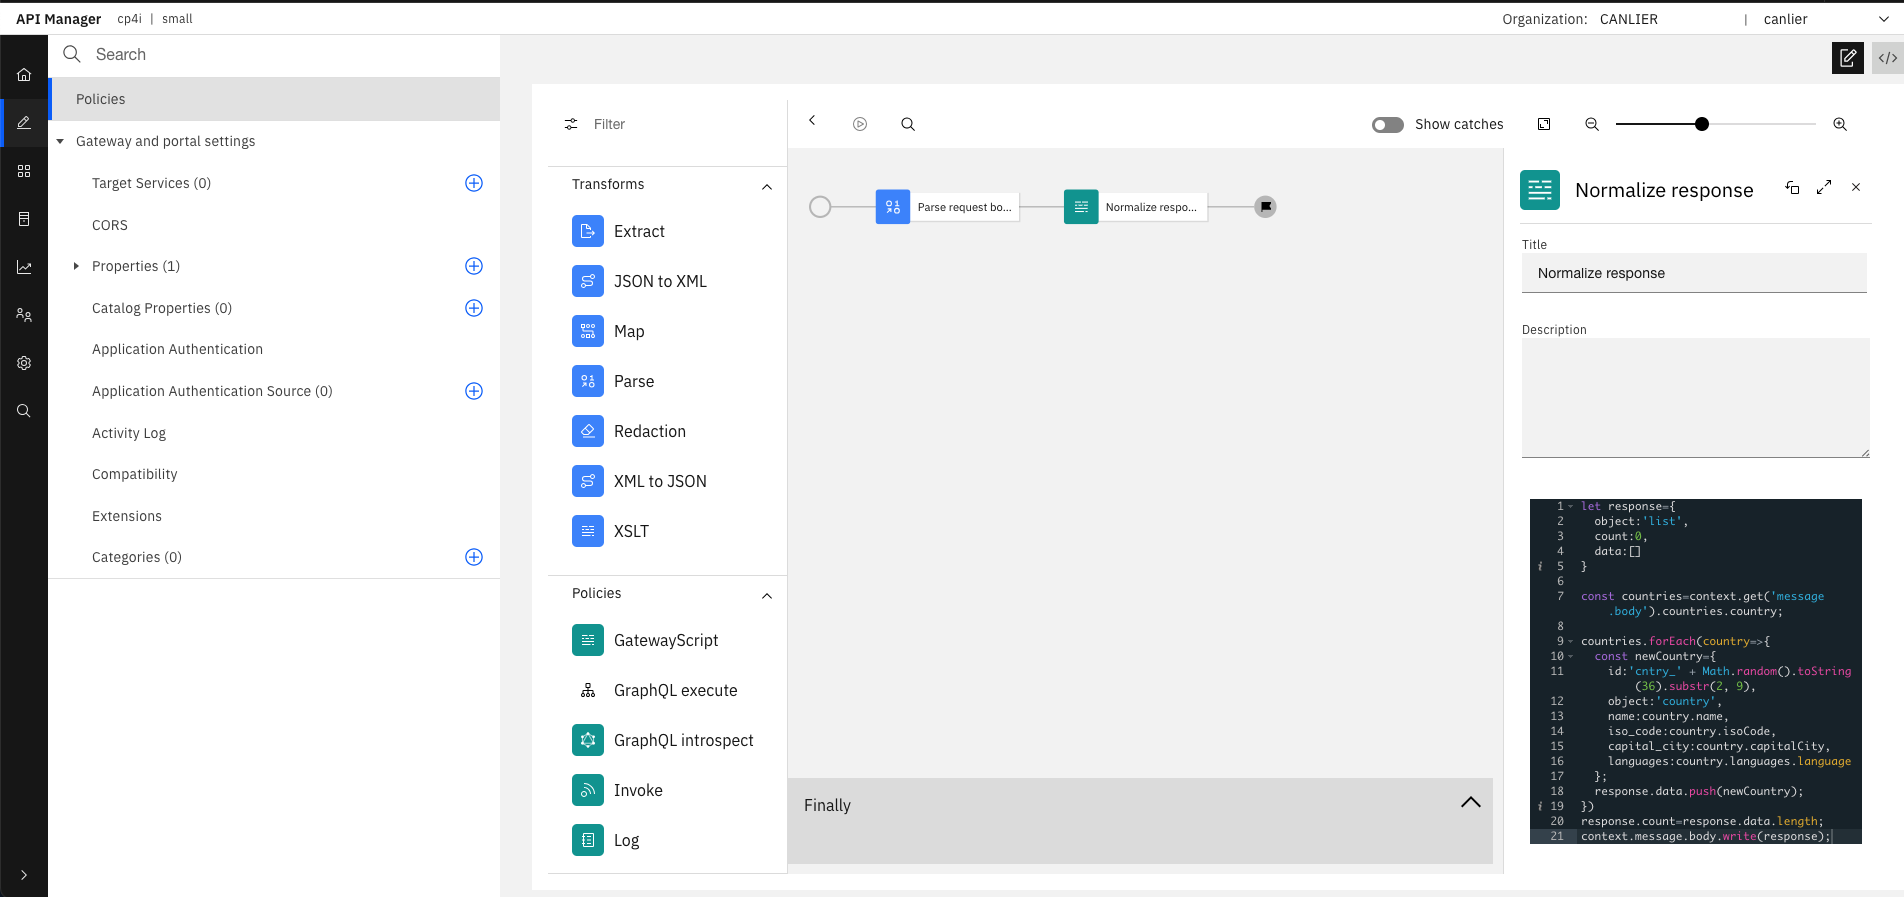 API Manager cp4i | small
Organization: CANLIER | canlier
Search
Policies
Gateway and portal settings
Target Services (0)
CORS
Properties (1)
Catalog Properties (0)
Application Authentication
Application Authentication Source (0)
Activity Log
Compatibility
Extensions
Categories (0)
Filter
Transforms
Extract
JSON to XML
Map
Parse
Redaction
XML to JSON
XSLT
Policies
GatewayScript
GraphQL execute
GraphQL introspect
Invoke
Log
Show catches
Parse request bo...
Normalize respo...
Finally
Normalize response
Title
Normalize response
Description
1 let response={
2 object:'list',
3 count:0,
4 data:[]
i 5 }
6
7 const countries=context.get('message
.body').countries.country;
8
9 countries.forEach(country=>{
10 const newCountry={
11 id:'cntry_' + Math.random().toString
(36).substr(2, 9),
12 object:'country',
13 name:country.name,
14 iso_code:country.isoCode,
15 capital_city:country.capitalCity,
16 languages:country.languages.language
17 };
18 response.data.push(newCountry);
i 19 })
20 response.count=response.data.length;
21 context.message.body.write(response);